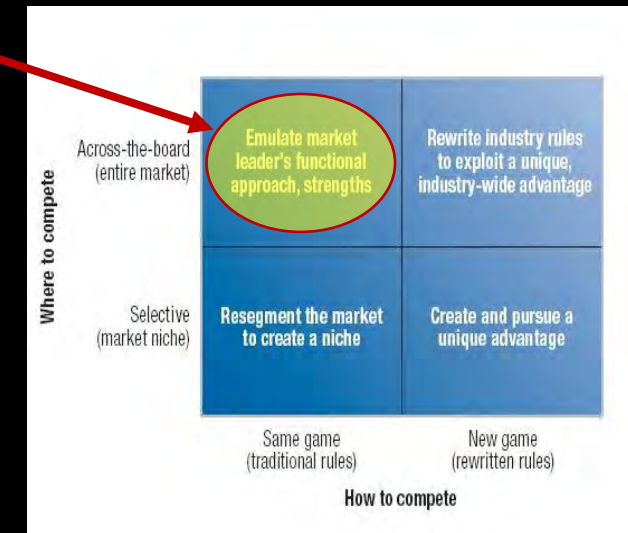 Where to compete
Across-the-board
(entire market)
Emulate market
leader's functional
approach, strengths
Rewrite industry rules
to exploit a unique,
industry-wide advantage
Selective
(market niche)
Resegment the market
to create a niche
Create and pursue a
unique advantage
Same game
(traditional rules)
New game
(rewritten rules)
How to compete